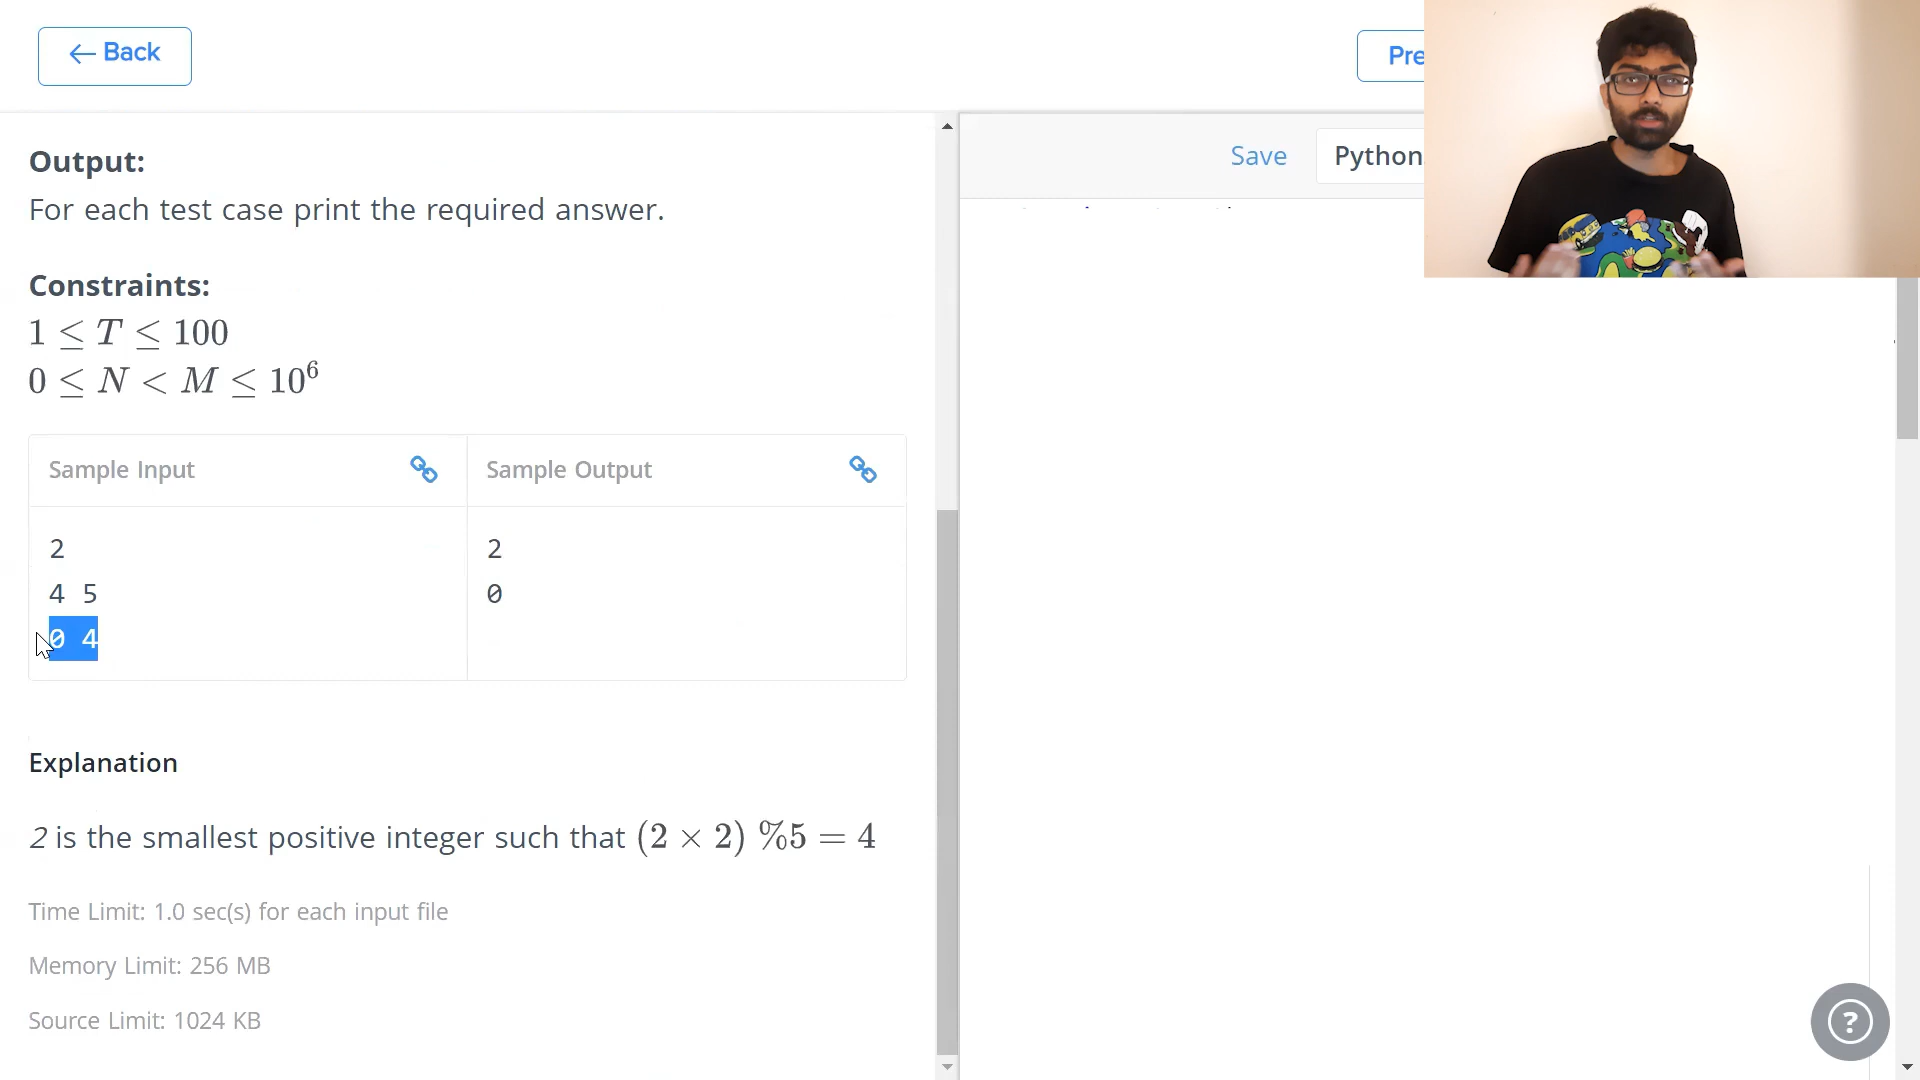 ← Back
Pre
Output:
For each test case print the required answer.
Save
Python
Constraints:
1 ≤ T ≤ 100
0 ≤ N < M ≤ 10⁶
Sample Input
Sample Output
2
4 5
0 4
2
0
Explanation
2 is the smallest positive integer such that (2 × 2) %5 = 4
Time Limit: 1.0 sec(s) for each input file
Memory Limit: 256 MB
Source Limit: 1024 KB
?